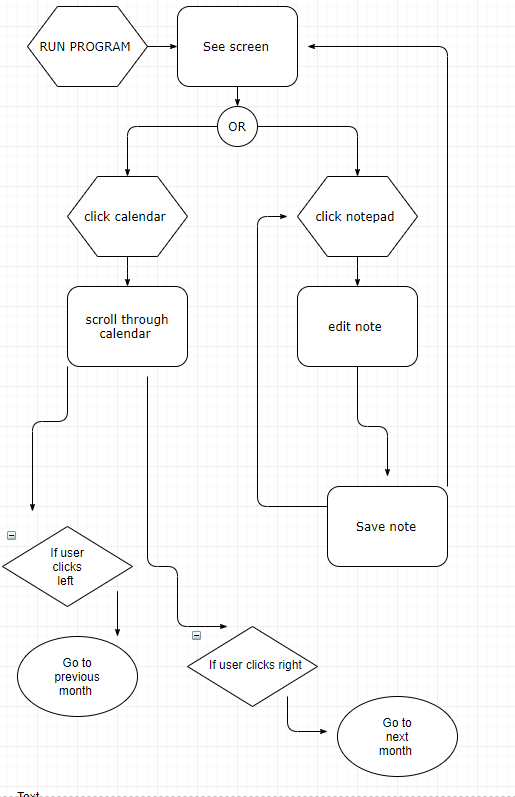 RUN PROGRAM
See screen
OR
click calendar
click notepad
scroll through
calendar
edit note
Save note
If user
clicks
left
Go to
previous
month
If user clicks right
Go to
next
month
Text